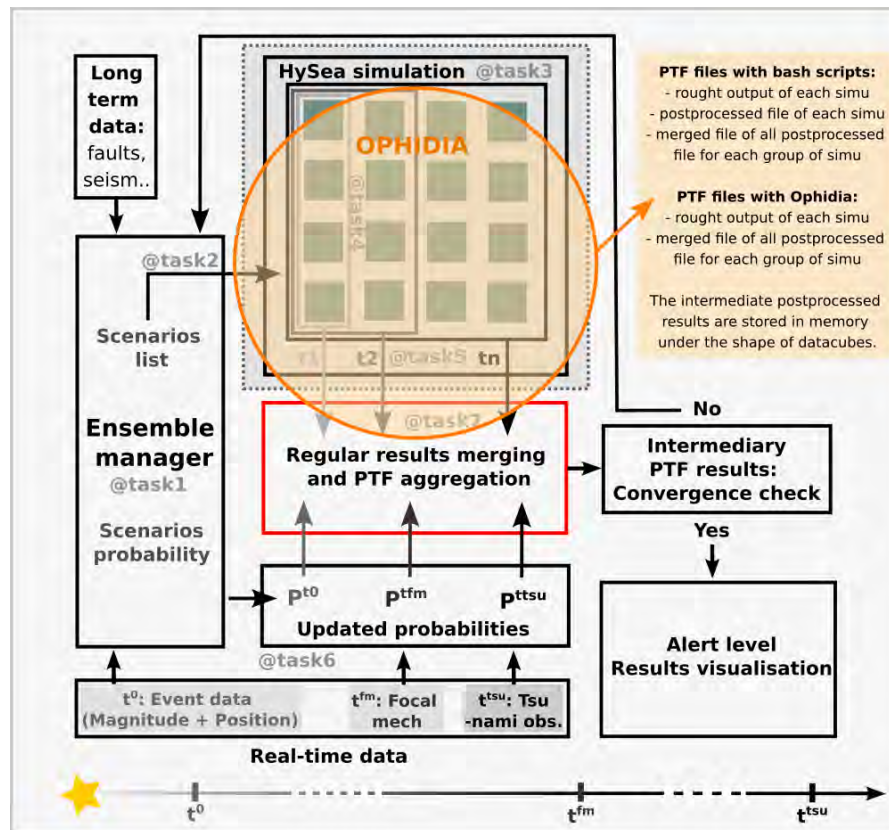 Long
term
data:
faults,
seism..
HySea simulation @task3
OPHIDIA
@task4
@task2
Scenarios
list
t1 t2 @task5 tn
@task7
Ensemble
manager
@task1
Scenarios
probability
Regular results merging
and PTF aggregation
P^t0 P^tfm P^ttsu
Updated probabilities
@task6
t⁰: Event data
(Magnitude + Position)
t^fm: Focal
mech
t^tsu: Tsu
-nami obs.
Real-time data
t⁰ t^fm t^tsu
PTF files with bash scripts:
- rought output of each simu
- postprocessed file of each simu
- merged file of all postprocessed
file for each group of simu
PTF files with Ophidia:
- rought output of each simu
- merged file of all postprocessed
file for each group of simu
The intermediate postprocessed
results are stored in memory
under the shape of datacubes.
No
Intermediary
PTF results:
Convergence check
Yes
Alert level
Results visualisation